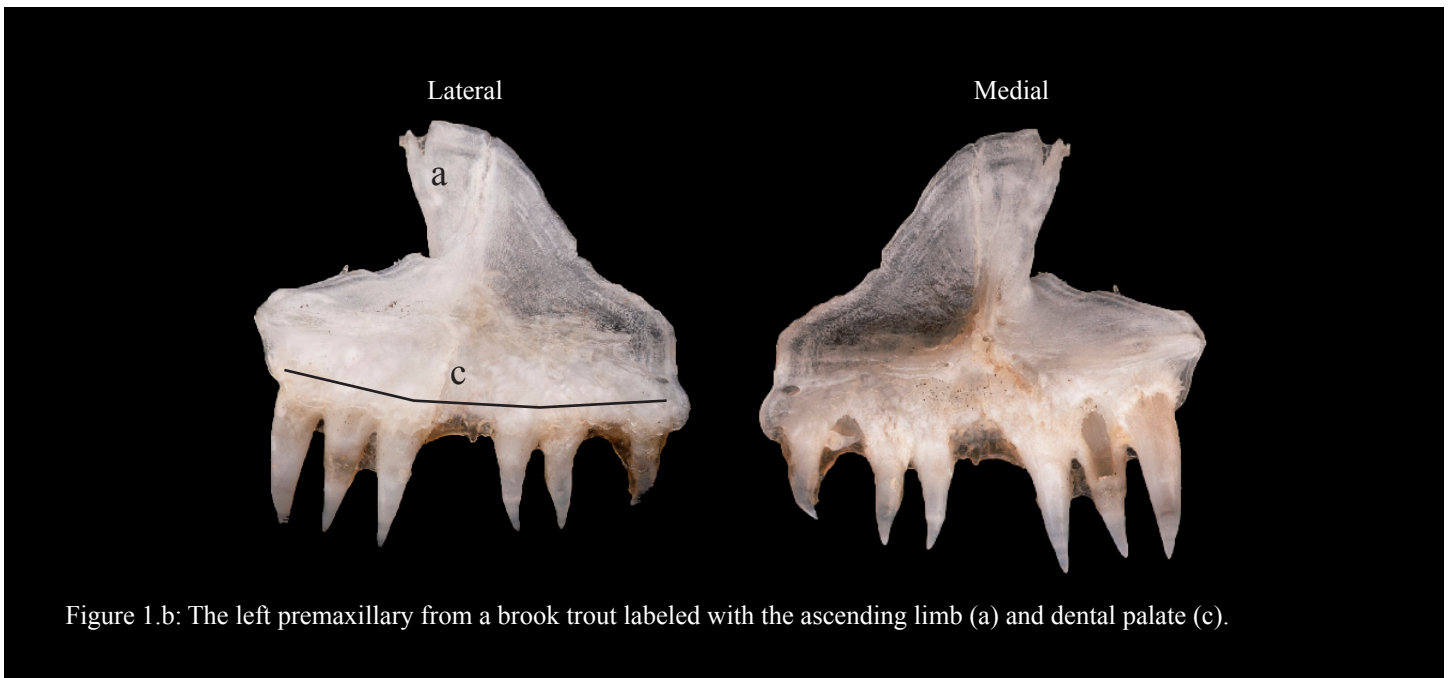 Lateral
Medial
a
c
Figure 1.b: The left premaxillary from a brook trout labeled with the ascending limb (a) and dental palate (c).